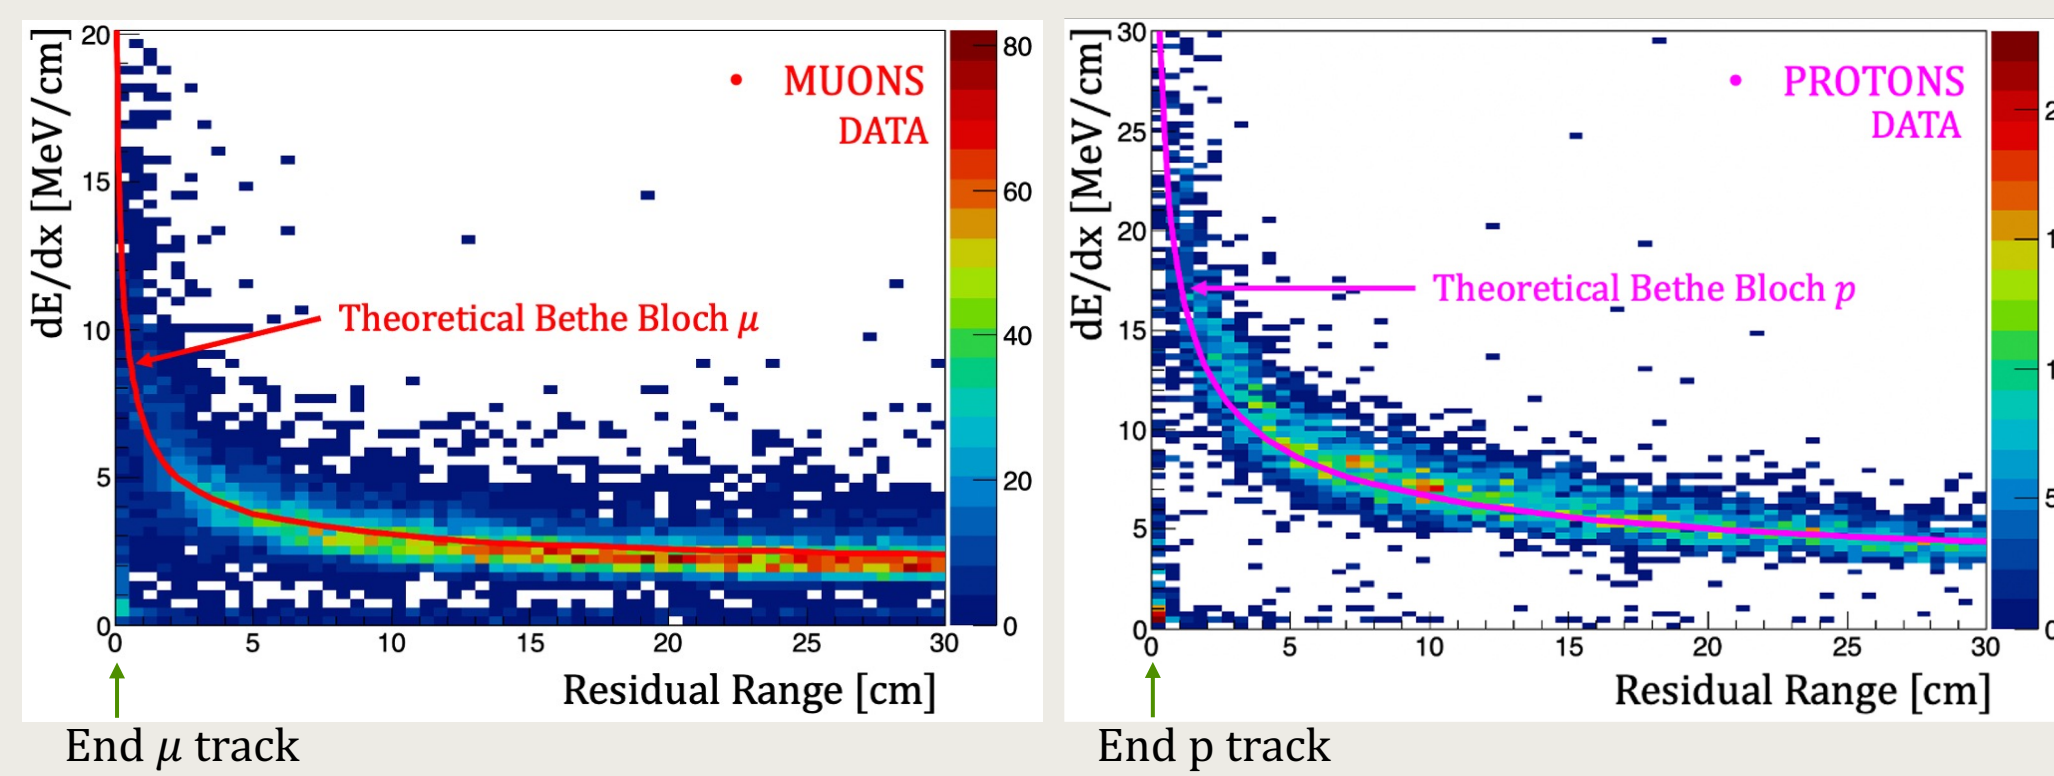 dE/dx [MeV/cm]
20
15
10
5
0
• MUONS
DATA
Theoretical Bethe Bloch μ
80
60
40
20
0
0 5 10 15 20 25 30
Residual Range [cm]
End μ track
dE/dx [MeV/cm]
30
25
20
15
10
5
0
• PROTONS
DATA
Theoretical Bethe Bloch p
5
0 5 10 15 20 25 30
Residual Range [cm]
End p track